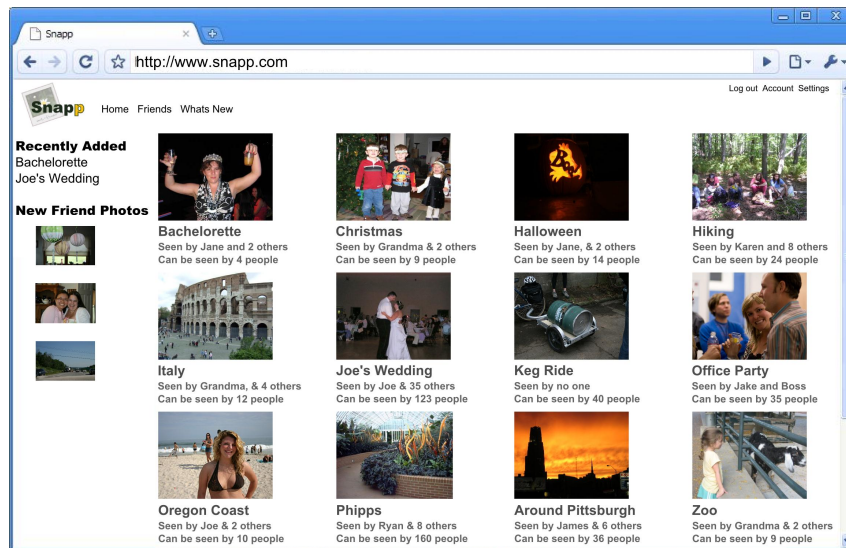 Snapp
http://www.snapp.com
Log out Account Settings
Snapp
Home Friends Whats New
Recently Added
Bachelorette
Joe's Wedding
New Friend Photos
Bachelorette
Seen by Jane and 2 others
Can be seen by 4 people
Christmas
Seen by Grandma & 2 others
Can be seen by 9 people
Halloween
Seen by Jane, & 2 others
Can be seen by 14 people
Hiking
Seen by Karen and 8 others
Can be seen by 24 people
Italy
Seen by Grandma, & 4 others
Can be seen by 12 people
Joe's Wedding
Seen by Joe & 35 others
Can be seen by 123 people
Keg Ride
Seen by no one
Can be seen by 40 people
Office Party
Seen by Jake and Boss
Can be seen by 35 people
Oregon Coast
Seen by Joe & 2 others
Can be seen by 10 people
Phipps
Seen by Ryan & 8 others
Can be seen by 160 people
Around Pittsburgh
Seen by James & 6 others
Can be seen by 36 people
Zoo
Seen by Grandma & 2 others
Can be seen by 9 people